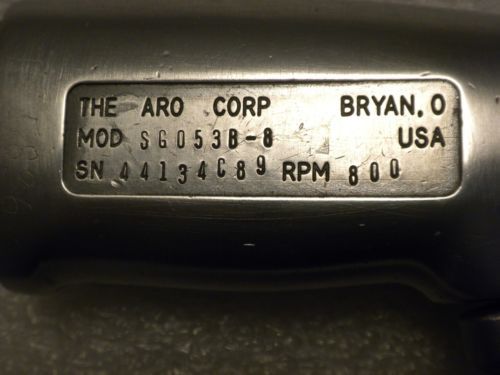 THE ARO CORP BRYAN, O
MOD SG053B-8 USA
SN 44134C89 RPM 800